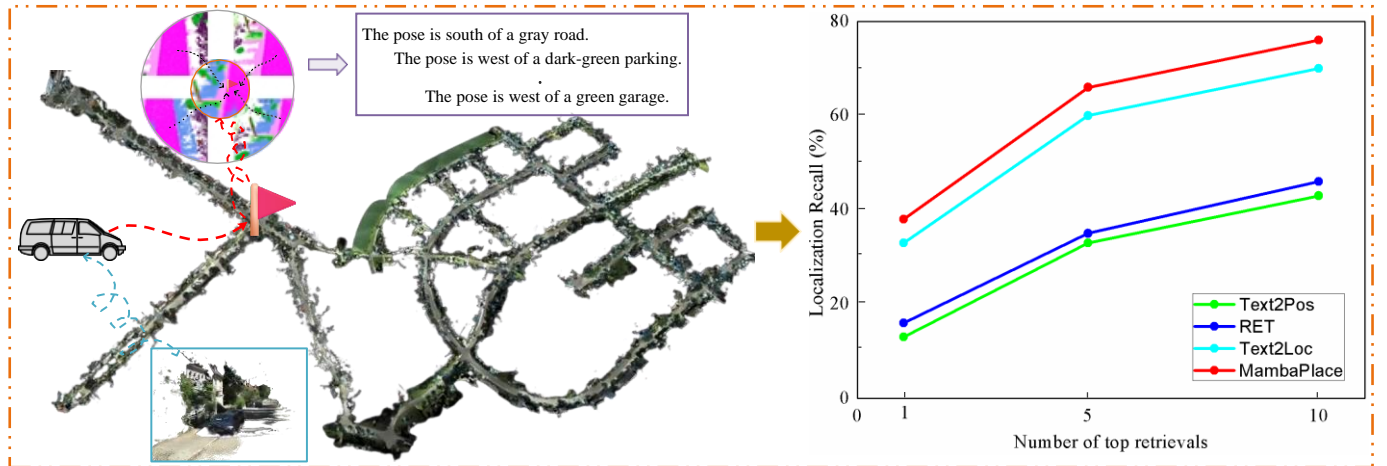 The pose is south of a gray road.
The pose is west of a dark-green parking.
.
The pose is west of a green garage.
Localization Recall (%)
80
60
40
20
0
0
1
5
10
Number of top retrievals
Text2Pos
RET
Text2Loc
MambaPlace